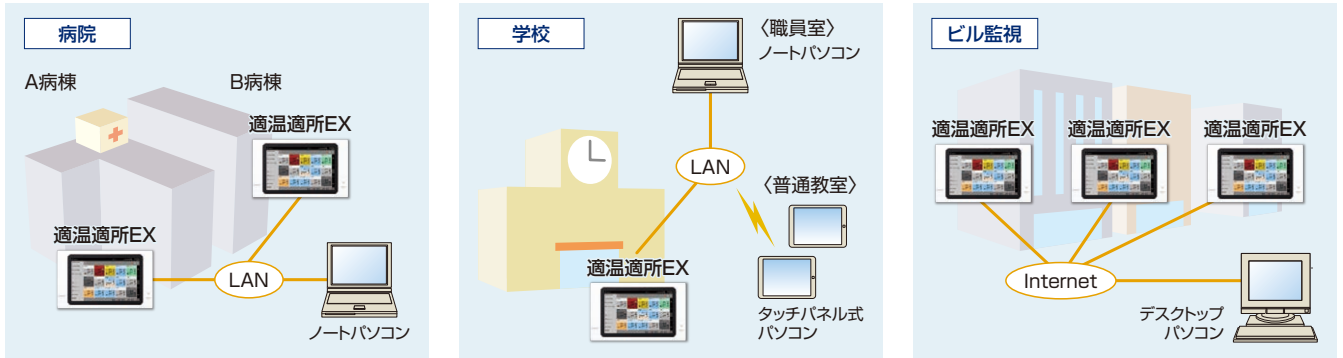 病院
A病棟
B病棟
適温適所EX
適温適所EX
LAN
ノートパソコン
学校
〈職員室〉
ノートパソコン
LAN
〈普通教室〉
適温適所EX
タッチパネル式
パソコン
ビル監視
適温適所EX
適温適所EX
適温適所EX
Internet
デスクトップ
パソコン